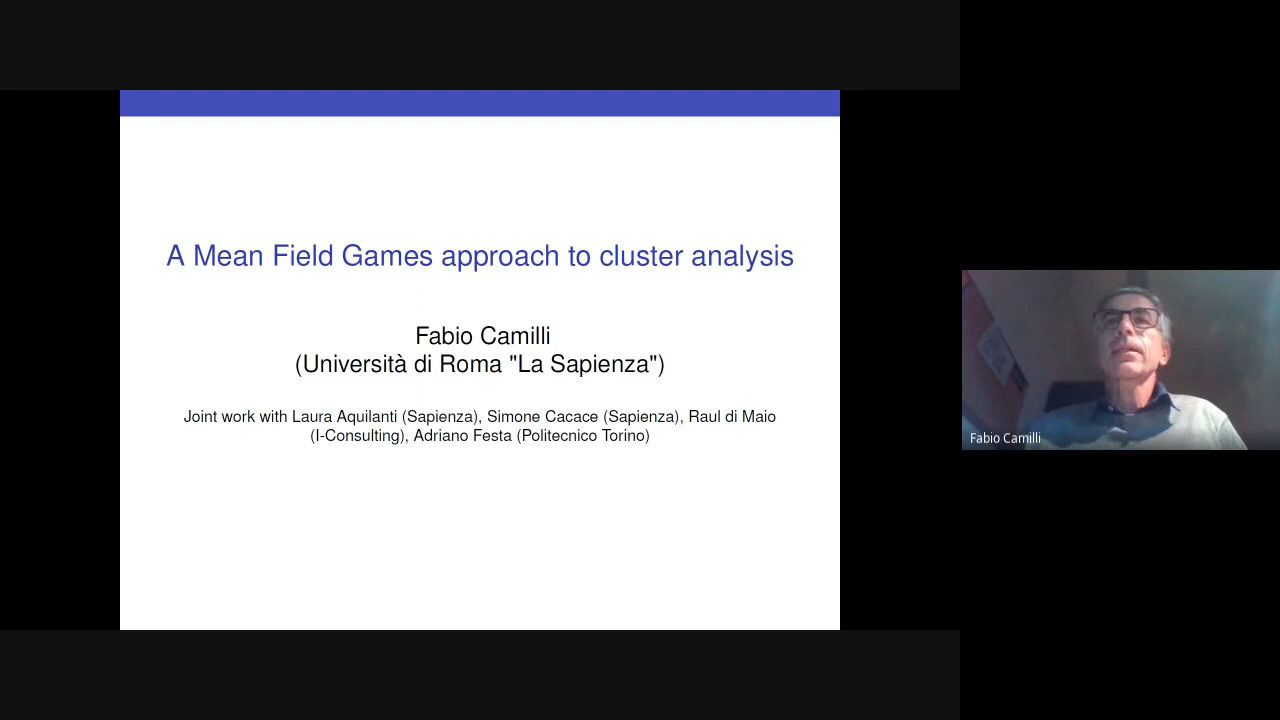 A Mean Field Games approach to cluster analysis
Fabio Camilli
(Università di Roma "La Sapienza")
Joint work with Laura Aquilanti (Sapienza), Simone Cacace (Sapienza), Raul di Maio
(I-Consulting), Adriano Festa (Politecnico Torino)
Fabio Camilli